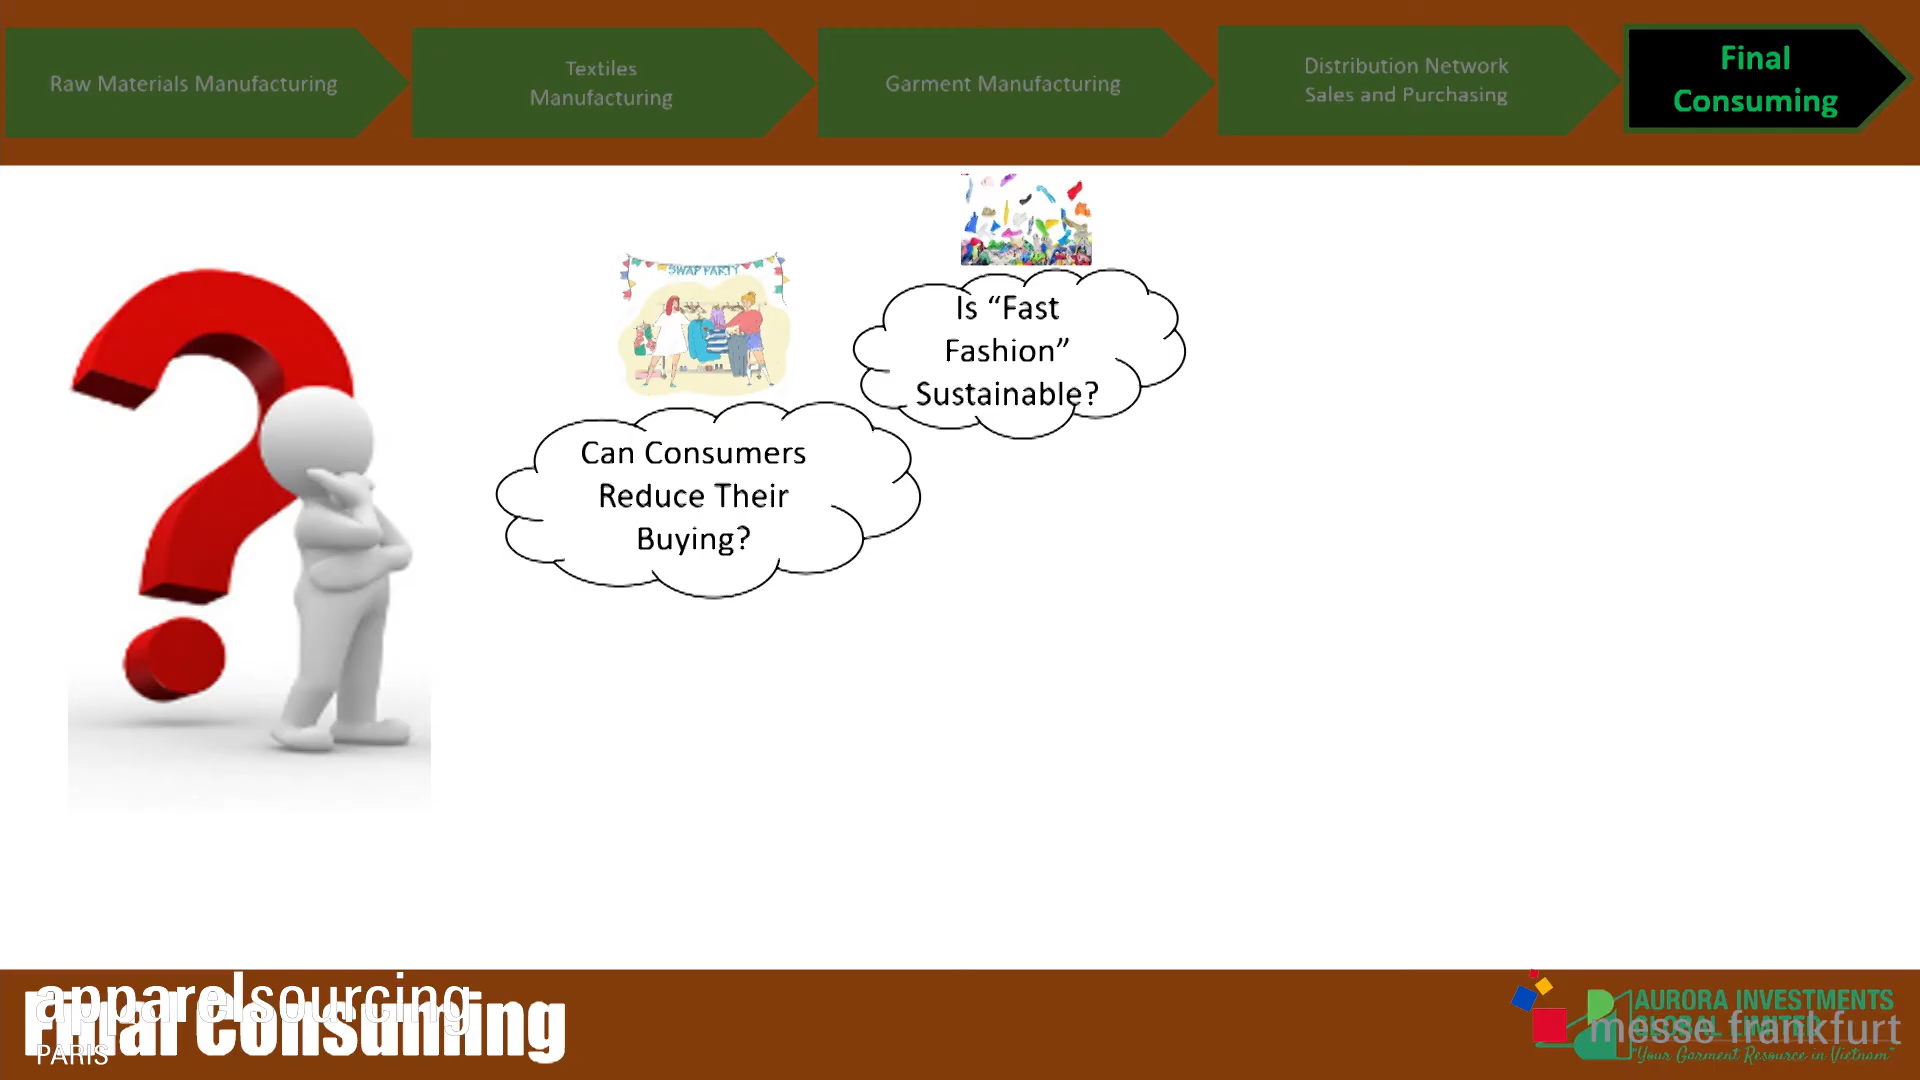 Raw Materials Manufacturing
Textiles
Manufacturing
Garment Manufacturing
Distribution Network
Sales and Purchasing
Final
Consuming
SWAP PARTY
Is “Fast
Fashion”
Sustainable?
Can Consumers
Reduce Their
Buying?
apparelsourcing
PARIS
Final Consuming
AURORA INVESTMENTS
GLOBAL LIMITED
messe frankfurt
"Your Garment Resource in Vietnam"